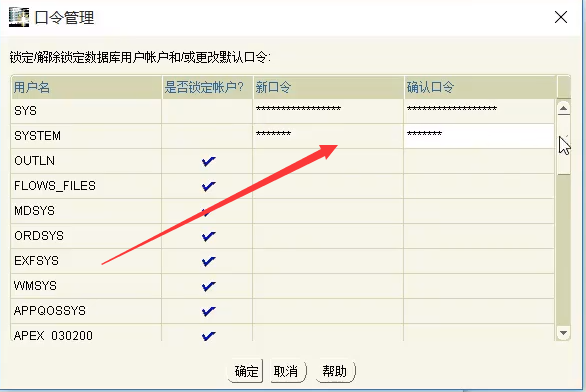 口令管理
锁定/解除锁定数据库用户帐户和/或更改默认口令:
用户名 是否锁定帐户? 新口令 确认口令
SYS ***************** ******************
SYSTEM ******* *******
OUTLN
FLOWS_FILES
MDSYS
ORDSYS
EXFSYS
WMSYS
APPQOSSYS
APEX_030200
确定 取消 帮助